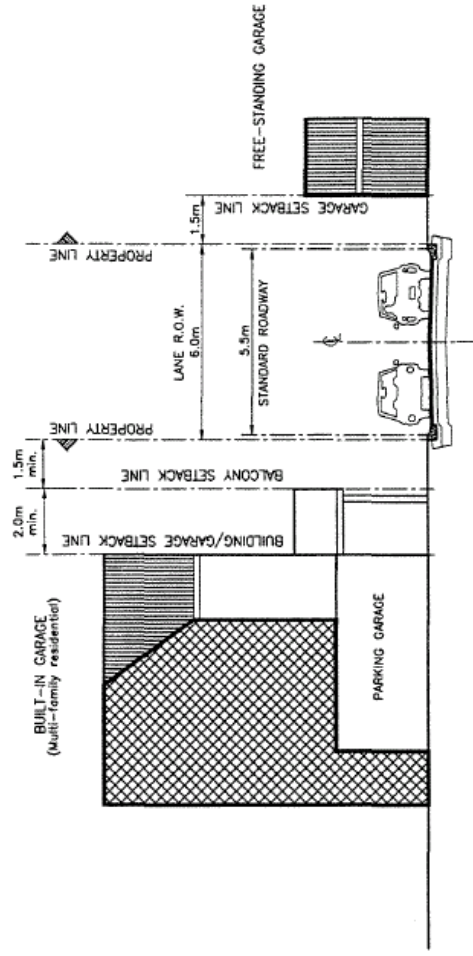 BUILT-IN GARAGE
(Multi-family residential)
2.0m
min.
1.5m
min.
BUILDING/GARAGE SETBACK LINE
BALCONY SETBACK LINE
PROPERTY LINE
PROPERTY LINE
LANE R.O.W.
6.0m
5.5m
STANDARD ROADWAY
1.5m
GARAGE SETBACK LINE
FREE-STANDING GARAGE
PARKING GARAGE